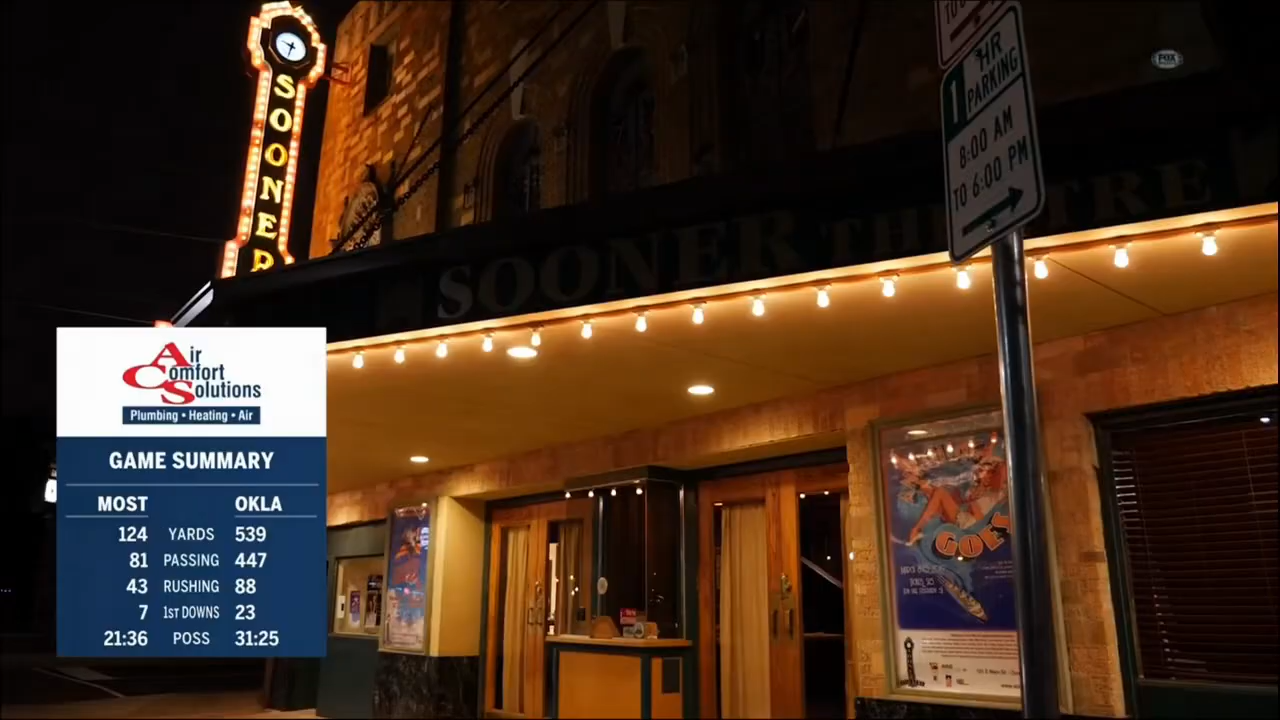 SOONER
SOONER THEATRE
1 HR
PARKING
8:00 AM
TO 6:00 PM
FOX
Air
Comfort
Solutions
Plumbing • Heating • Air
GAME SUMMARY
MOST OKLA
124 YARDS 539
81 PASSING 447
43 RUSHING 88
7 1ST DOWNS 23
21:36 POSS 31:25
GOES